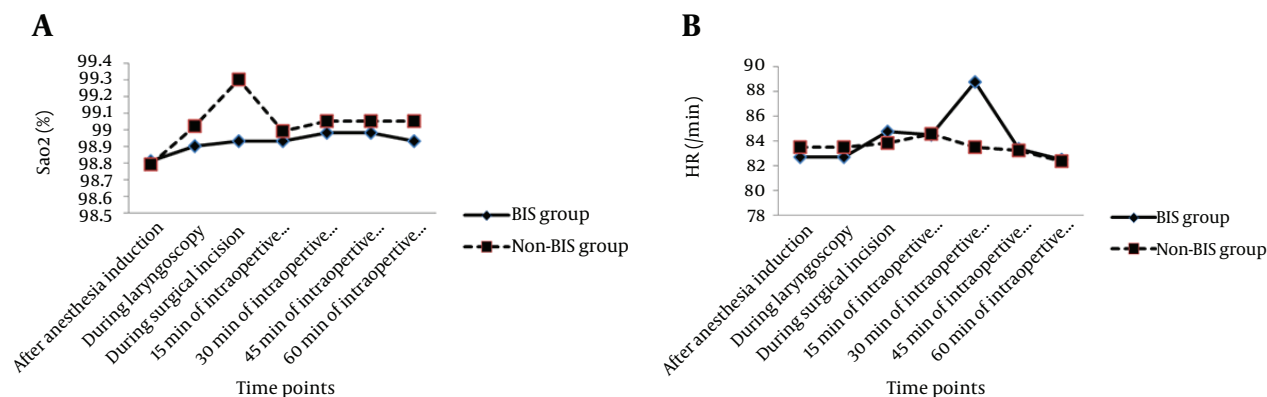 A
99.4
99.3
99.2
99.1
99
98.9
98.8
98.7
98.6
98.5
Sao2 (%)
After anesthesia induction
During laryngoscopy
During surgical incision
15 min of intraopertive...
30 min of intraopertive...
45 min of intraopertive...
60 min of intraopertive...
Time points
BIS group
Non-BIS group
B
90
88
86
84
82
80
78
HR (/min)
After anesthesia induction
During laryngoscopy
During surgical incision
15 min of intraopertive...
30 min of intraopertive...
45 min of intraopertive...
60 min of intraopertive...
Time points
BIS group
Non-BIS group